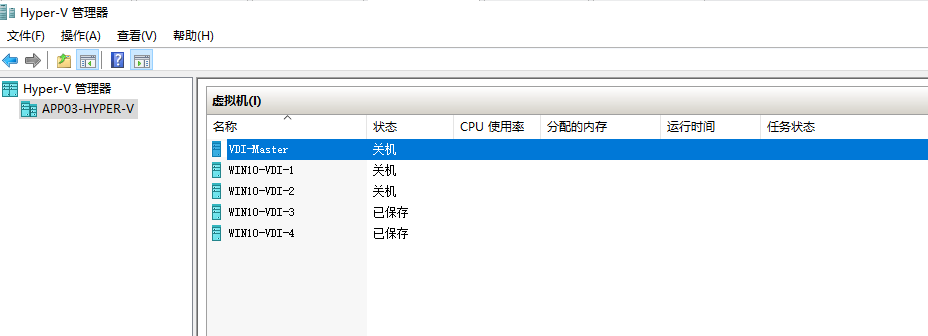 Hyper-V 管理器
文件(F) 操作(A) 查看(V) 帮助(H)
Hyper-V 管理器
APP03-HYPER-V
虚拟机(I)
名称 状态 CPU 使用率 分配的内存 运行时间 任务状态
VDI-Master 关机
WIN10-VDI-1 关机
WIN10-VDI-2 关机
WIN10-VDI-3 已保存
WIN10-VDI-4 已保存